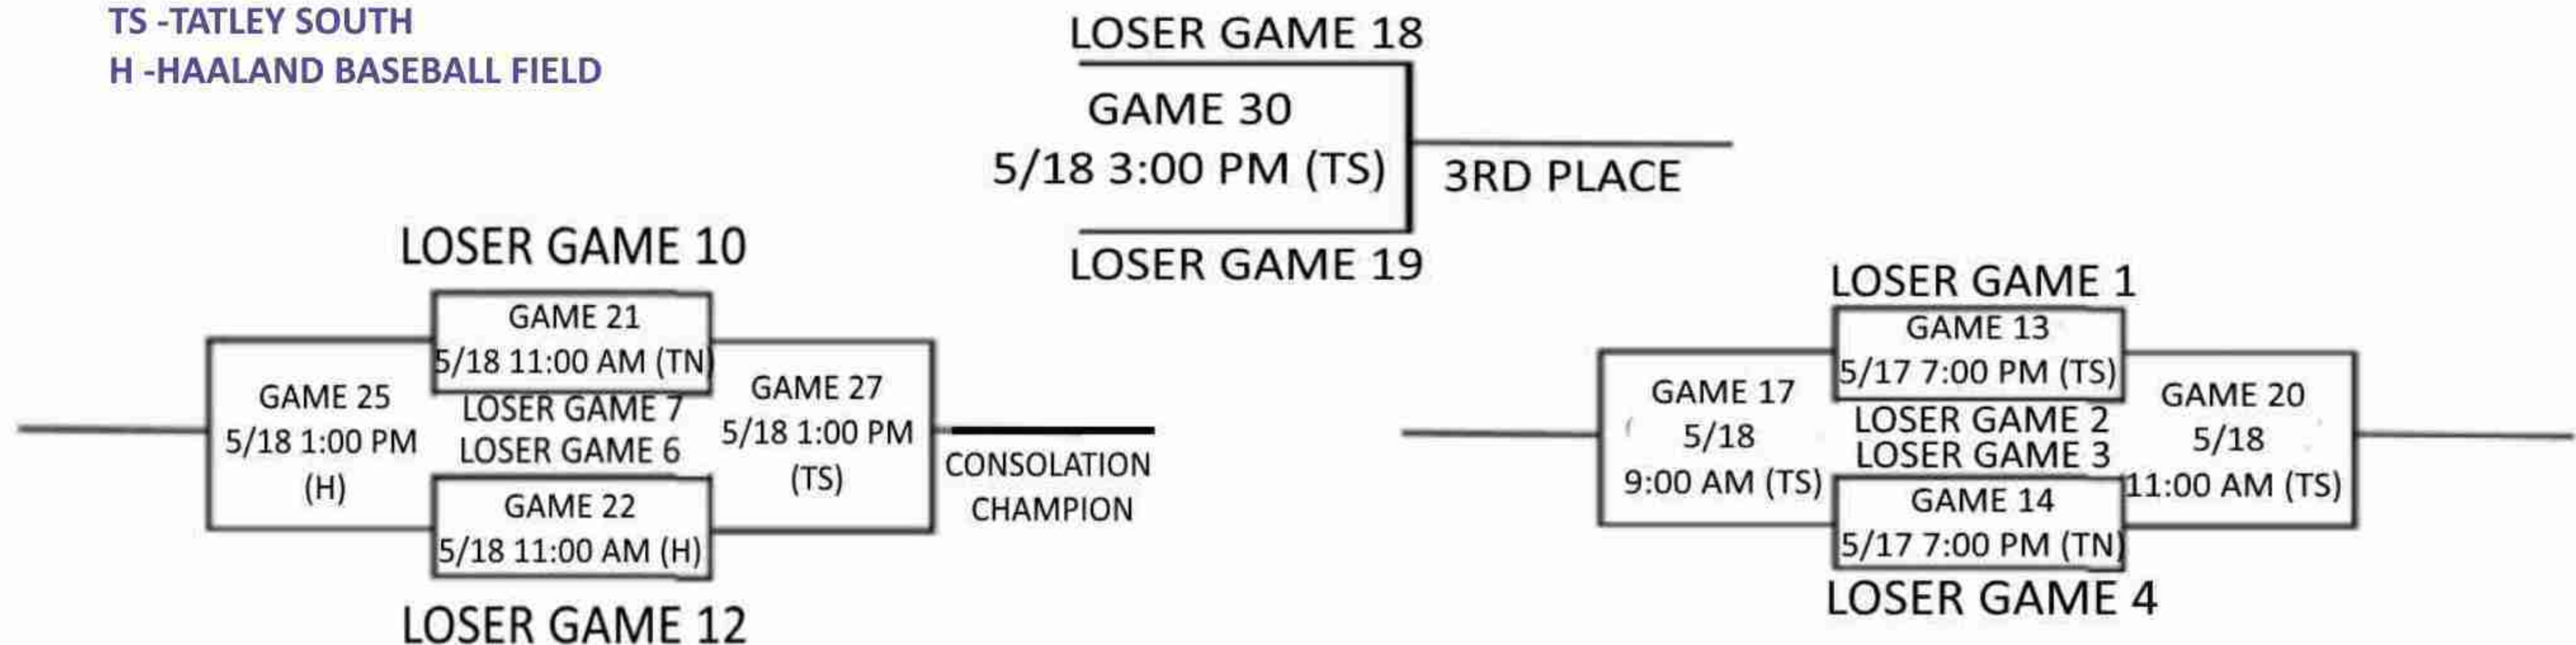 TS -TATLEY SOUTH
H -HAALAND BASEBALL FIELD
LOSER GAME 18
GAME 30
5/18 3:00 PM (TS)
3RD PLACE
LOSER GAME 19
LOSER GAME 10
GAME 21
5/18 11:00 AM (TN)
LOSER GAME 7
LOSER GAME 6
GAME 22
5/18 11:00 AM (H)
LOSER GAME 12
GAME 25
5/18 1:00 PM
(H)
GAME 27
5/18 1:00 PM
(TS)
CONSOLATION
CHAMPION
LOSER GAME 1
GAME 13
5/17 7:00 PM (TS)
LOSER GAME 2
LOSER GAME 3
GAME 14
5/17 7:00 PM (TN)
LOSER GAME 4
GAME 17
5/18
9:00 AM (TS)
GAME 20
5/18
11:00 AM (TS)